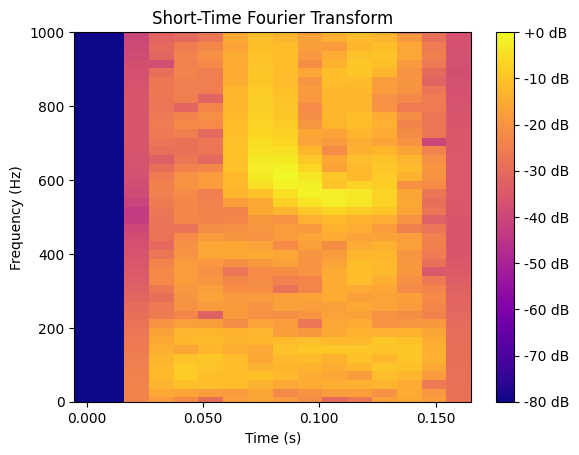 Short-Time Fourier Transform
1000
800
600
400
200
0
Frequency (Hz)
0.000
0.050
0.100
0.150
Time (s)
+0 dB
-10 dB
-20 dB
-30 dB
-40 dB
-50 dB
-60 dB
-70 dB
-80 dB